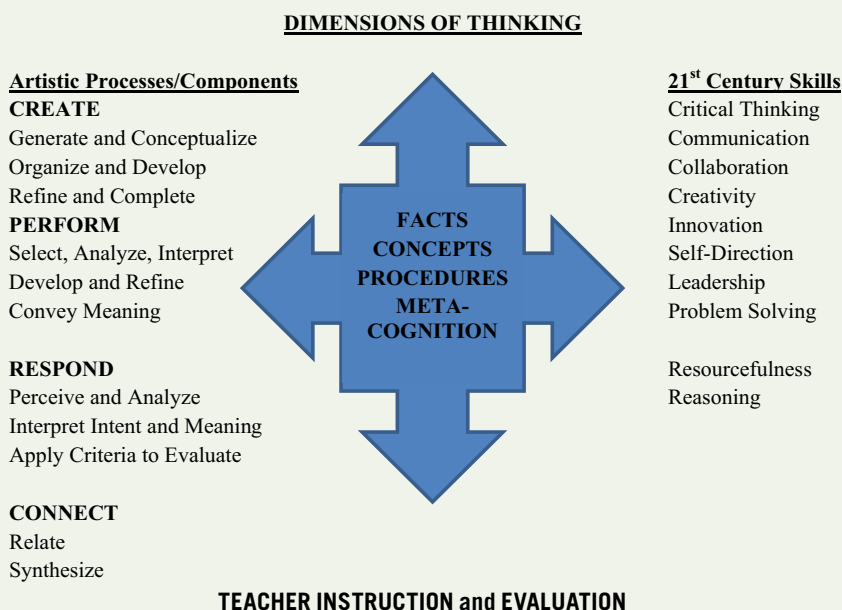 DIMENSIONS OF THINKING
Artistic Processes/Components
CREATE
Generate and Conceptualize
Organize and Develop
Refine and Complete
PERFORM
Select, Analyze, Interpret
Develop and Refine
Convey Meaning
RESPOND
Perceive and Analyze
Interpret Intent and Meaning
Apply Criteria to Evaluate
CONNECT
Relate
Synthesize
FACTS
CONCEPTS
PROCEDURES
META-
COGNITION
21st Century Skills
Critical Thinking
Communication
Collaboration
Creativity
Innovation
Self-Direction
Leadership
Problem Solving
Resourcefulness
Reasoning
TEACHER INSTRUCTION and EVALUATION